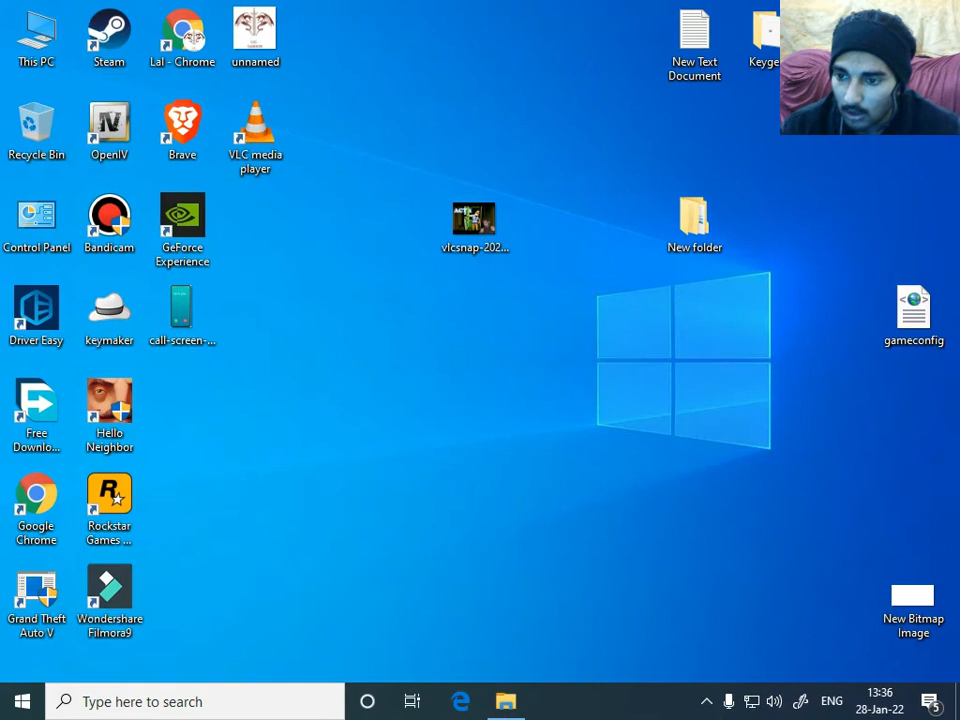 This PC
Steam
Lal - Chrome
unnamed
New Text
Document
Keyge
Recycle Bin
OpenIV
Brave
VLC media
player
Control Panel
Bandicam
GeForce
Experience
vlcsnap-202...
New folder
Driver Easy
keymaker
call-screen-...
gameconfig
Free
Downlo...
Hello
Neighbor
Google
Chrome
Rockstar
Games ...
Grand Theft
Auto V
Wondershare
Filmora9
New Bitmap
Image
Type here to search
ENG
13:36
28-Jan-22
5